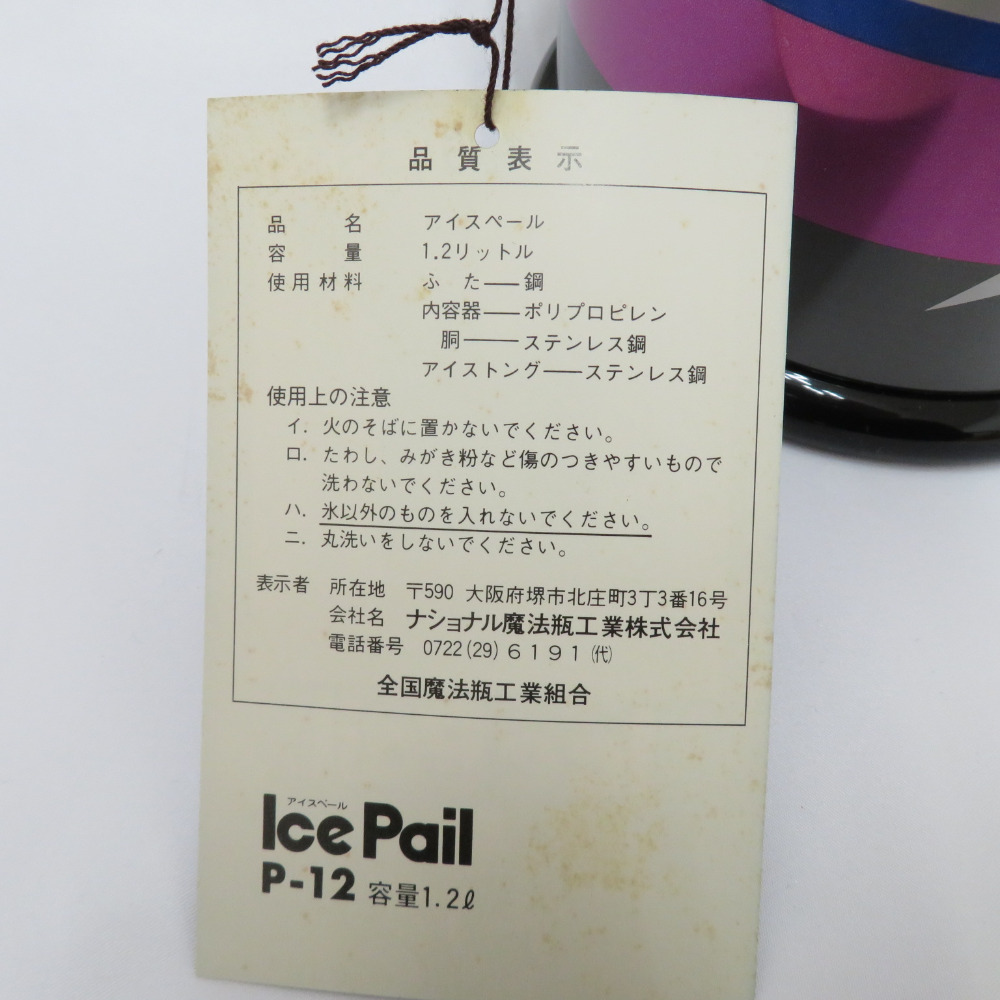 品質表示
品名 アイスペール
容量 1.2リットル
使用材料 ふた――鋼
内容器――ポリプロピレン
胴――ステンレス鋼
アイストング――ステンレス鋼
使用上の注意
イ. 火のそばに置かないでください。
ロ. たわし、みがき粉など傷のつきやすいもので
洗わないでください。
ハ. 氷以外のものを入れないでください。
ニ. 丸洗いをしないでください。
表示者 所在地 〒590 大阪府堺市北庄町3丁3番16号
会社名 ナショナル魔法瓶工業株式会社
電話番号 0722(29)6191(代)
全国魔法瓶工業組合
アイスペール
Ice Pail
P-12 容量1.2ℓ